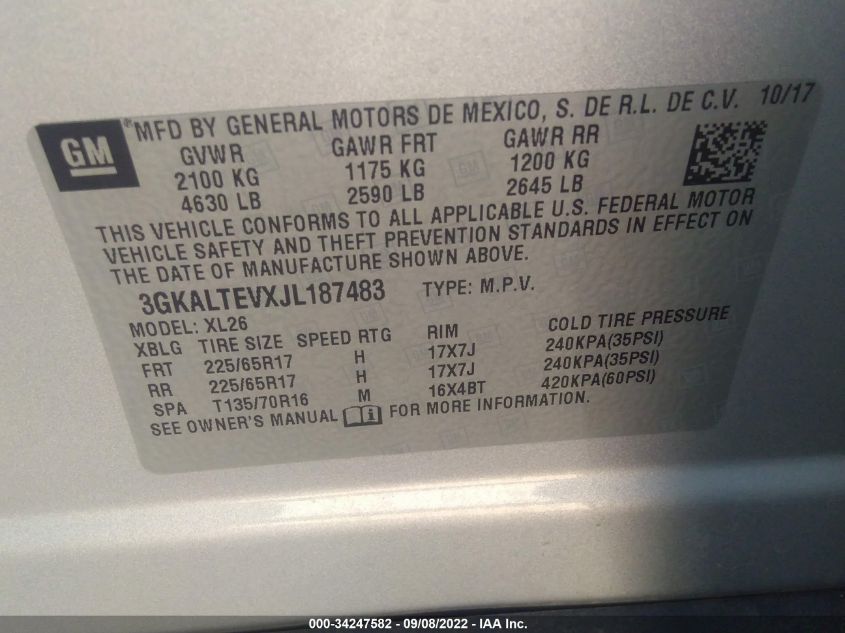 GM
®MFD BY GENERAL MOTORS DE MEXICO, S. DE R.L. DE C.V. 10/17
GVWR GAWR FRT GAWR RR
2100 KG 1175 KG 1200 KG
4630 LB 2590 LB 2645 LB
THIS VEHICLE CONFORMS TO ALL APPLICABLE U.S. FEDERAL MOTOR
VEHICLE SAFETY AND THEFT PREVENTION STANDARDS IN EFFECT ON
THE DATE OF MANUFACTURE SHOWN ABOVE.
3GKALTEVXJL187483 TYPE: M.P.V.
MODEL: XL26
XBLG TIRE SIZE SPEED RTG RIM COLD TIRE PRESSURE
FRT 225/65R17 H 17X7J 240KPA(35PSI)
RR 225/65R17 H 17X7J 240KPA(35PSI)
SPA T135/70R16 M 16X4BT 420KPA(60PSI)
SEE OWNER'S MANUAL i FOR MORE INFORMATION.
000-34247582 - 09/08/2022 - IAA Inc.